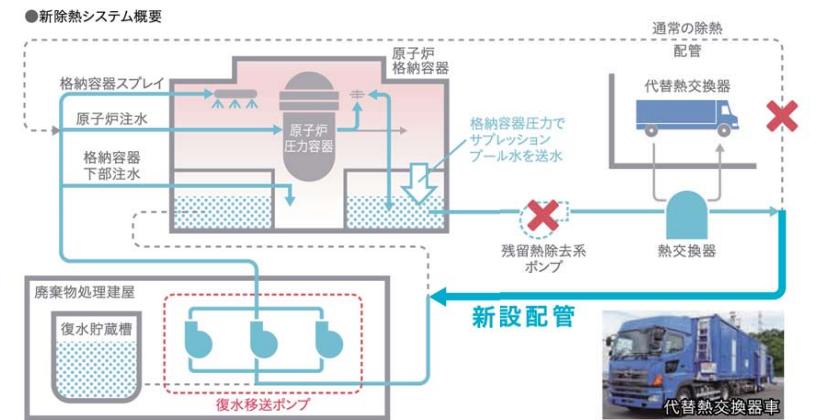 ●新除熱システム概要
通常の除熱
配管
原子炉
格納容器
格納容器スプレイ
代替熱交換器
原子炉注水
原子炉
圧力容器
格納容器圧力で
サプレッション
プール水を送水
格納容器
下部注水
残留熱除去系
ポンプ
熱交換器
廃棄物処理建屋
新設配管
復水貯蔵槽
復水移送ポンプ
代替熱交換器車